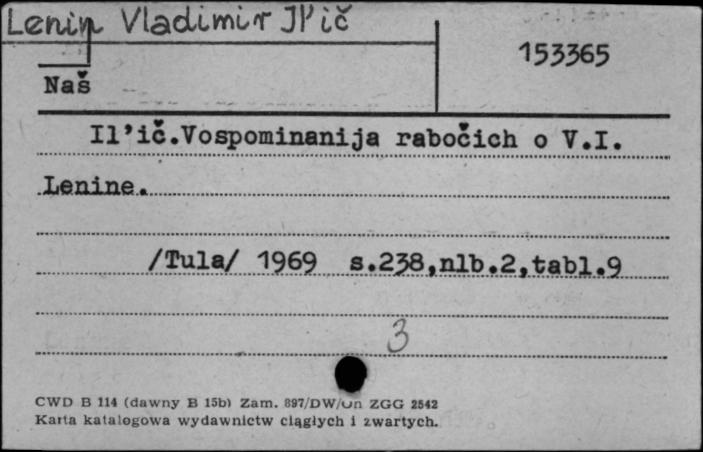 Lenin Vladimir Il'ič
153365
Naš
Il'ič.Vospominanija rabočich o V.I.
Lenine.
/Tula/ 1969 s.238,nlb.2,tabl.9
3
CWD B 114 (dawny B 15b) Zam. 897/DW/Un ZGG 2542
Karta katalogowa wydawnictw ciągłych i zwartych.